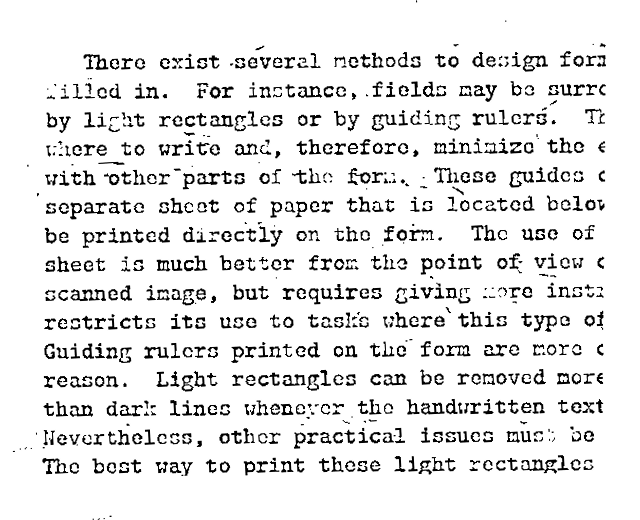 There exist several methods to design form
filled in. For instance, fields may be surro
by light rectangles or by guiding rulers. Th
where to write and, therefore, minimize the e
with other parts of the form. These guides c
separate sheet of paper that is located below
be printed directly on the form. The use of
sheet is much better from the point of view o
scanned image, but requires giving more instr
restricts its use to tasks where this type of
Guiding rulers printed on the form are more c
reason. Light rectangles can be removed more
than dark lines whenever the handwritten text
Nevertheless, other practical issues must be
The best way to print these light rectangles